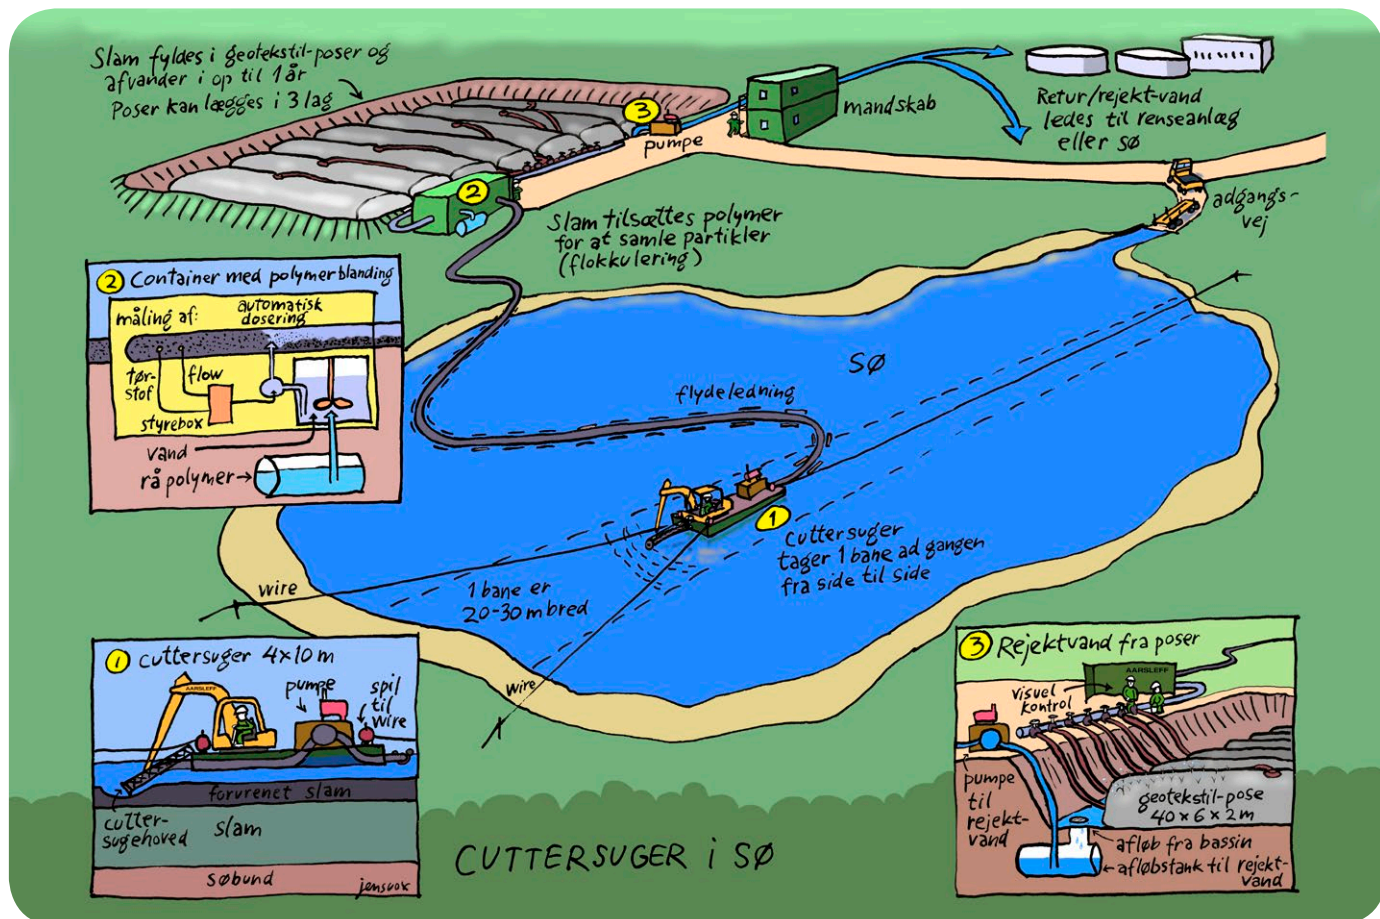 Slam fyldes i geotekstil-poser og
afvander i op til 1 år
Poser kan lægges i 3 lag
3
pumpe
mandskab
Retur/rejekt-vand
ledes til renseanlæg
eller sø
adgangs-
vej
2
Slam tilsættes polymer
for at samle partikler
(flokkulering)
SØ
flydeledning
1
cuttersuger
tager 1 bane ad gangen
fra side til side
1 bane er
20-30 m bred
wire
wire
2 Container med polymerblanding
måling af:
automatisk
dosering
tør-
stof
flow
styrebox
vand
rå polymer
1 cuttersuger 4x10 m
AARSLEFF
pumpe
spil
til
wire
forurenet slam
cutter-
sugehoved
slam
søbund
jensvox
CUTTERSUGER i SØ
3 Rejektvand fra poser
AARSLEFF
visuel
kontrol
pumpe
til
rejekt-
vand
geotekstil-pose
40 x 6 x 2 m
afløb fra bassin
afløbstank til rejekt-
vand